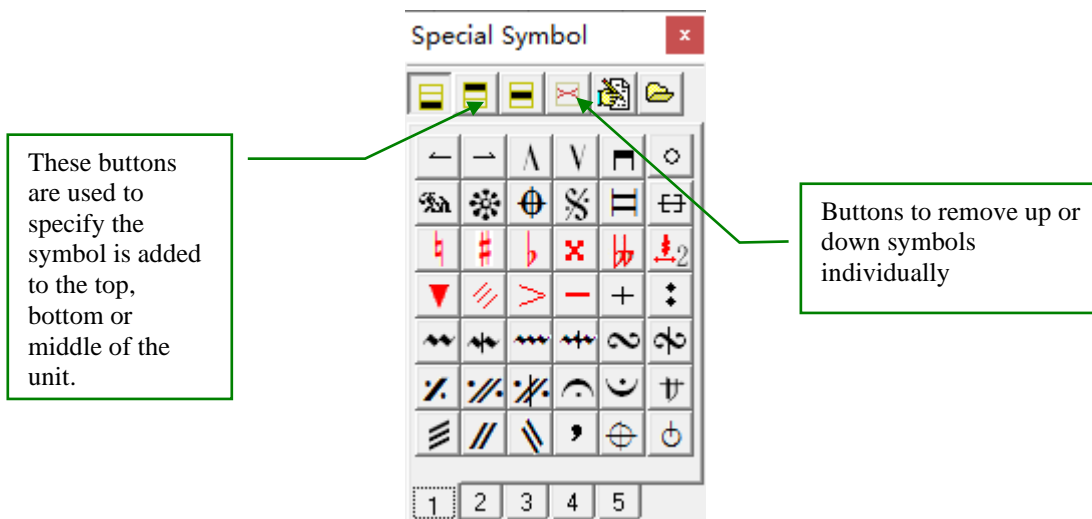 Special Symbol
x
These buttons
are used to
specify the
symbol is added
to the top,
bottom or
middle of the
unit.
Buttons to remove up or
down symbols
individually
2
1 2 3 4 5